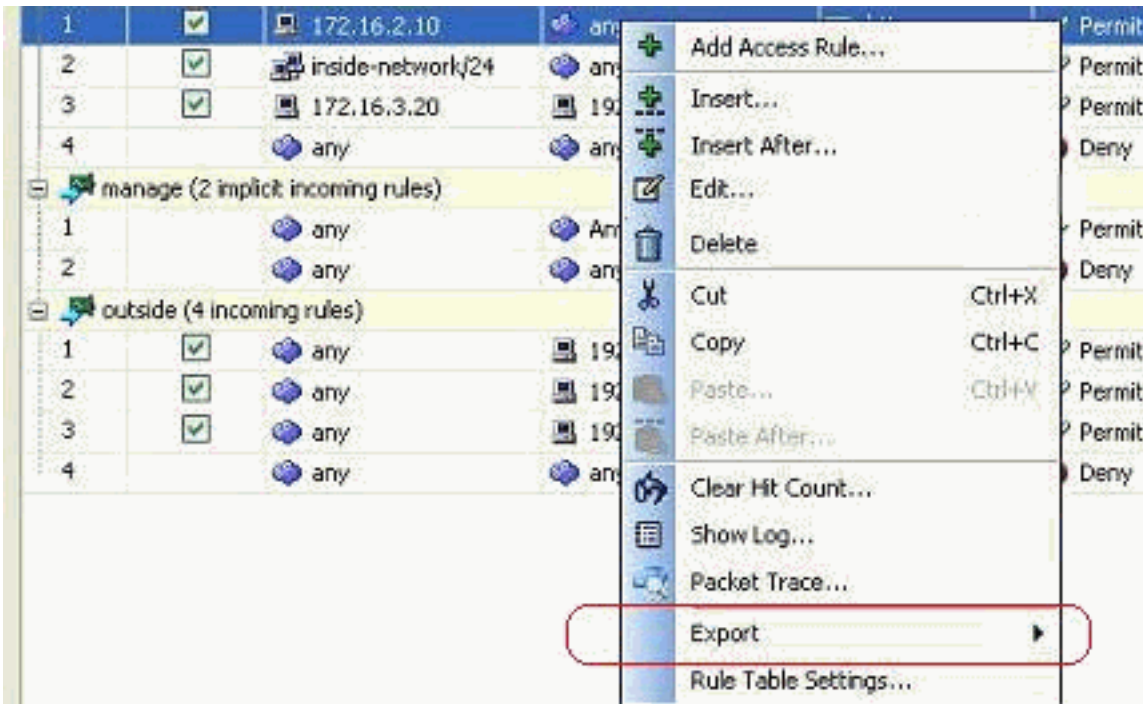 1 172.16.2.10 Permit
Add Access Rule...
2 inside-network/24 Permit
Insert...
3 172.16.3.20 Permit
Insert After...
4 any Deny
manage (2 implicit incoming rules)
Edit...
1 any Permit
Delete
2 any Deny
Cut Ctrl+X
outside (4 incoming rules)
1 any Permit
Copy Ctrl+C
2 any Permit
Paste... Ctrl+V
3 any Permit
Paste After...
4 any Deny
Clear Hit Count...
Show Log...
Packet Trace...
Export
Rule Table Settings...